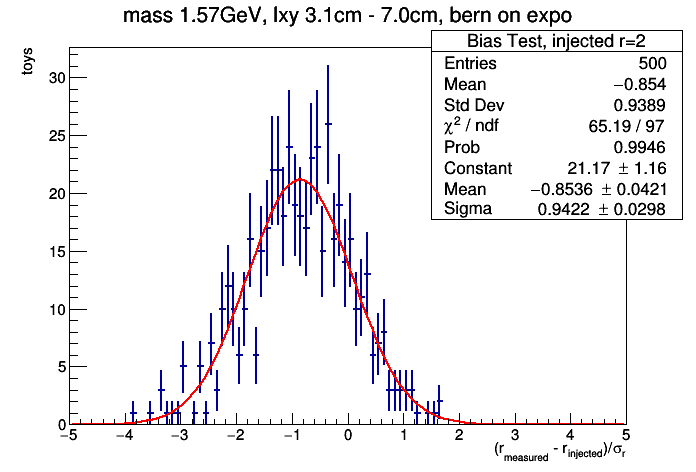 mass 1.57GeV, lxy 3.1cm - 7.0cm, bern on expo
Bias Test, injected r=2
Entries 500
Mean −0.854
Std Dev 0.9389
χ² / ndf 65.19 / 97
Prob 0.9946
Constant 21.17 ± 1.16
Mean −0.8536 ± 0.0421
Sigma 0.9422 ± 0.0298
toys
30
25
20
15
10
5
0
−5 −4 −3 −2 −1 0 1 2 3 4 5
(r_measured - r_injected)/σ_r